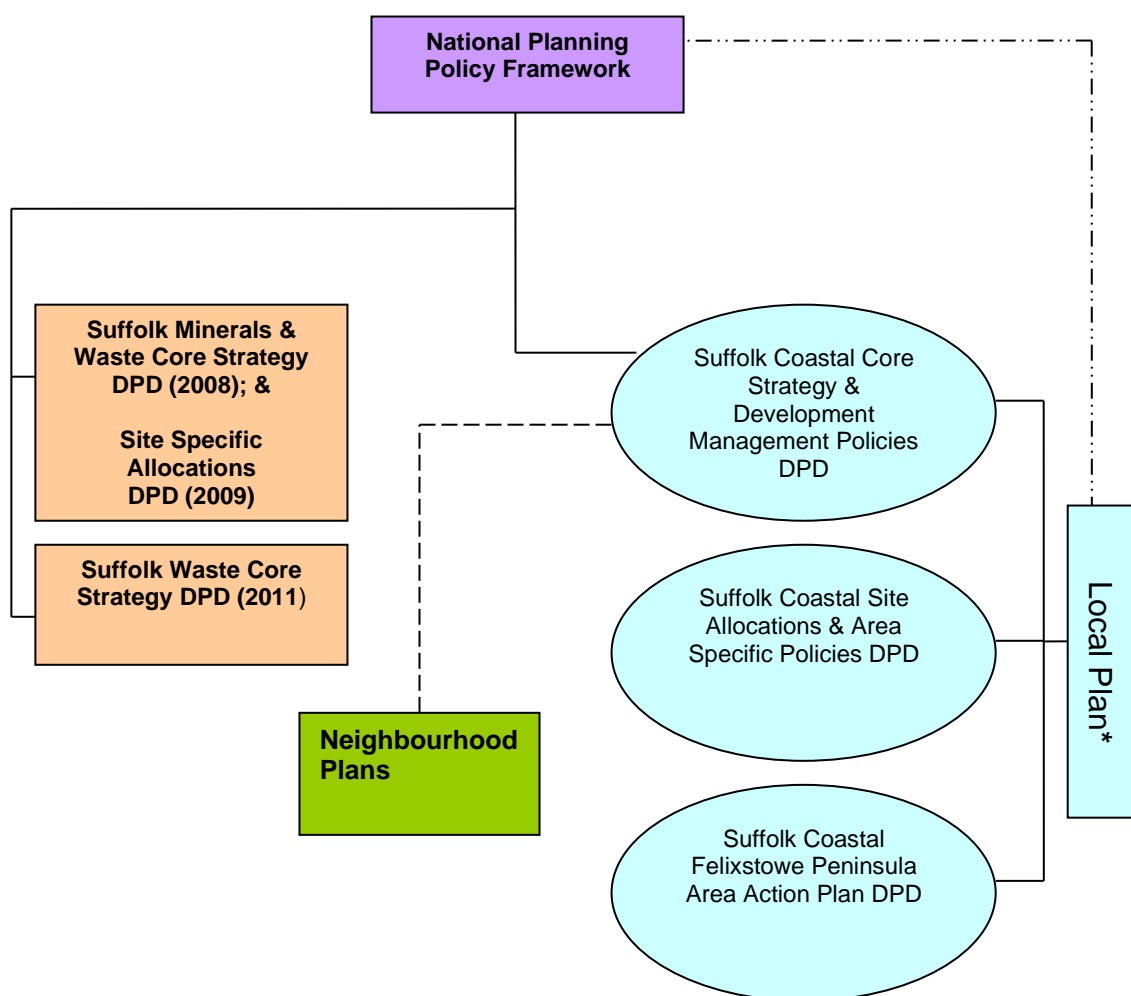 National Planning
Policy Framework
Suffolk Minerals &
Waste Core Strategy
DPD (2008); &
Site Specific
Allocations
DPD (2009)
Suffolk Waste Core
Strategy DPD (2011)
Neighbourhood
Plans
Suffolk Coastal Core
Strategy &
Development
Management Policies
DPD
Suffolk Coastal Site
Allocations & Area
Specific Policies DPD
Suffolk Coastal
Felixstowe Peninsula
Area Action Plan DPD
Local Plan*